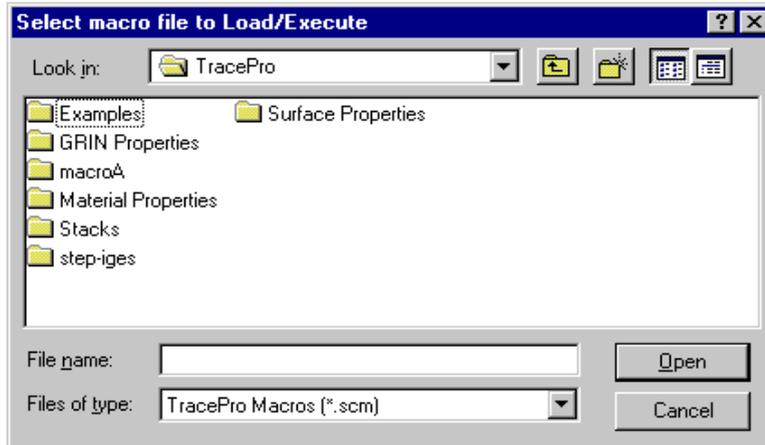 Select macro file to Load/Execute
Look in: TracePro
Examples Surface Properties
GRIN Properties
macroA
Material Properties
Stacks
step-iges
File name: Open
Files of type: TracePro Macros (*.scm) Cancel